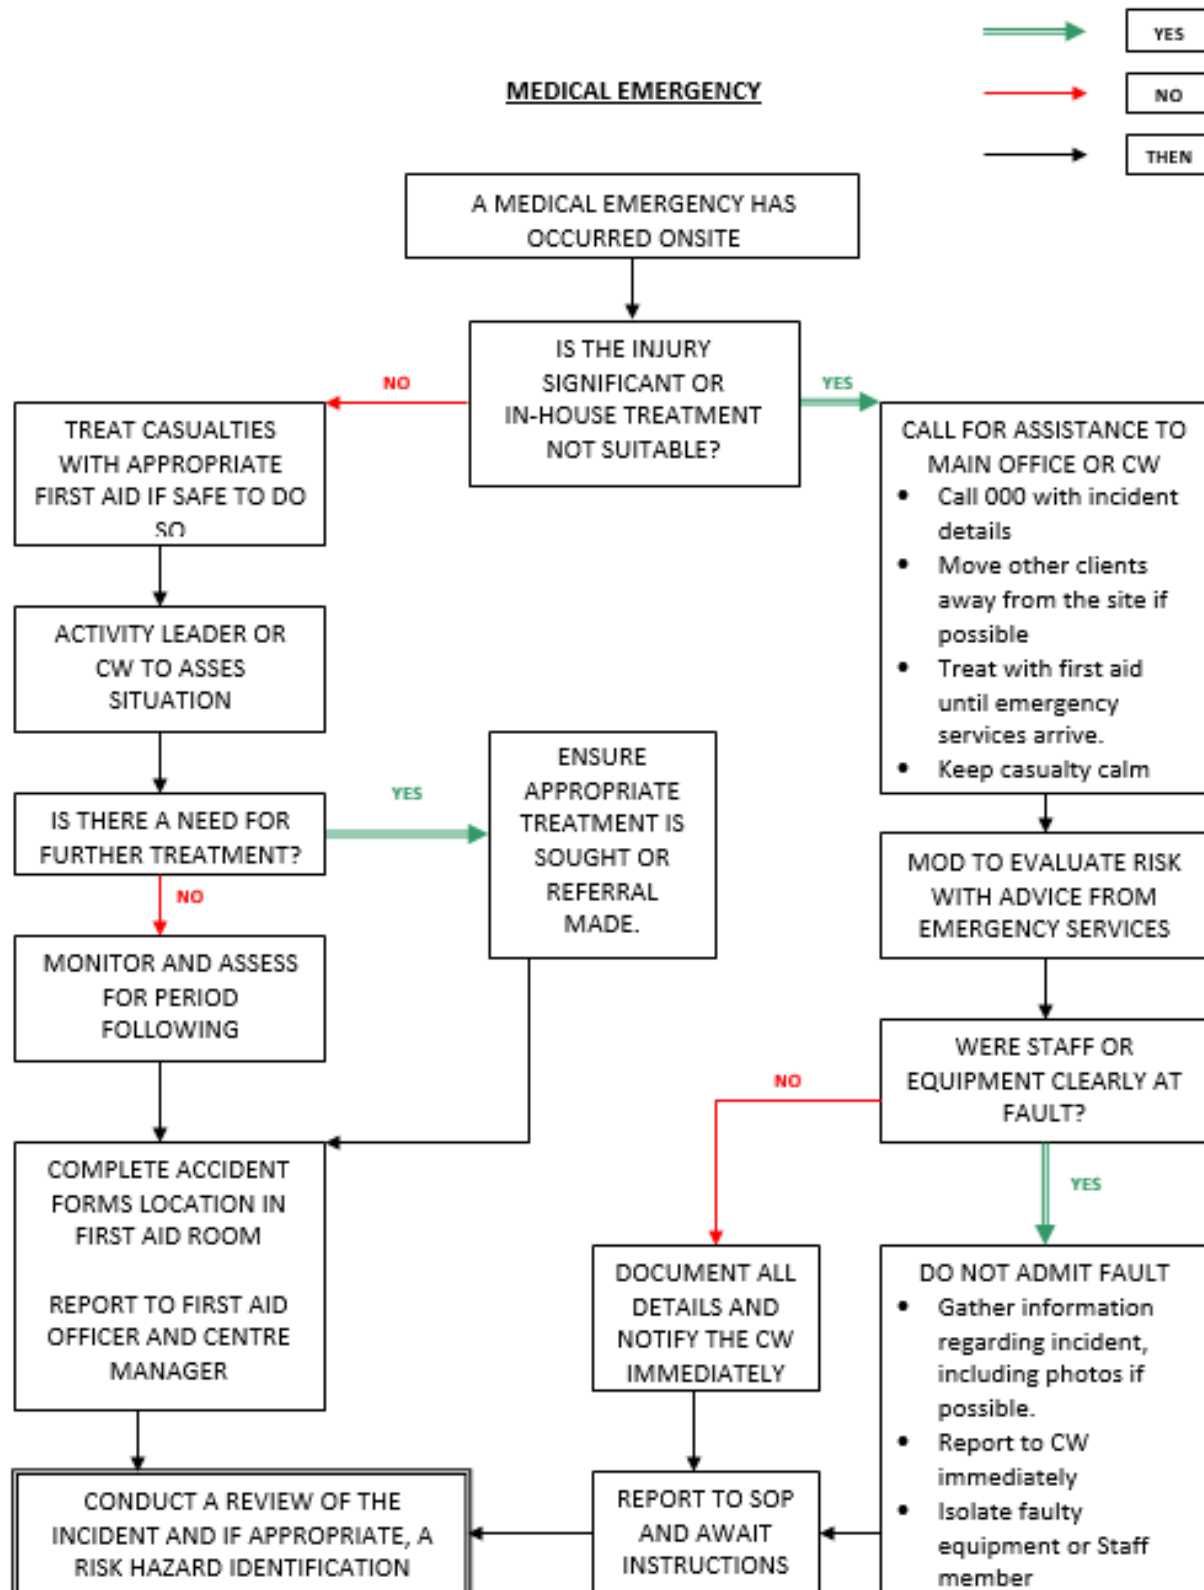 YES
NO
THEN
MEDICAL EMERGENCY
A MEDICAL EMERGENCY HAS
OCCURRED ONSITE
IS THE INJURY
SIGNIFICANT OR
IN-HOUSE TREATMENT
NOT SUITABLE?
NO
YES
TREAT CASUALTIES
WITH APPROPRIATE
FIRST AID IF SAFE TO DO
SO
CALL FOR ASSISTANCE TO
MAIN OFFICE OR CW
• Call 000 with incident
details
• Move other clients
away from the site if
possible
• Treat with first aid
until emergency
services arrive.
• Keep casualty calm
ACTIVITY LEADER OR
CW TO ASSES
SITUATION
IS THERE A NEED FOR
FURTHER TREATMENT?
YES
NO
ENSURE
APPROPRIATE
TREATMENT IS
SOUGHT OR
REFERRAL
MADE.
MOD TO EVALUATE RISK
WITH ADVICE FROM
EMERGENCY SERVICES
MONITOR AND ASSESS
FOR PERIOD
FOLLOWING
WERE STAFF OR
EQUIPMENT CLEARLY AT
FAULT?
NO
YES
COMPLETE ACCIDENT
FORMS LOCATION IN
FIRST AID ROOM
REPORT TO FIRST AID
OFFICER AND CENTRE
MANAGER
DOCUMENT ALL
DETAILS AND
NOTIFY THE CW
IMMEDIATELY
DO NOT ADMIT FAULT
• Gather information
regarding incident,
including photos if
possible.
• Report to CW
immediately
• Isolate faulty
equipment or Staff
member
CONDUCT A REVIEW OF THE
INCIDENT AND IF APPROPRIATE, A
RISK HAZARD IDENTIFICATION
REPORT TO SOP
AND AWAIT
INSTRUCTIONS